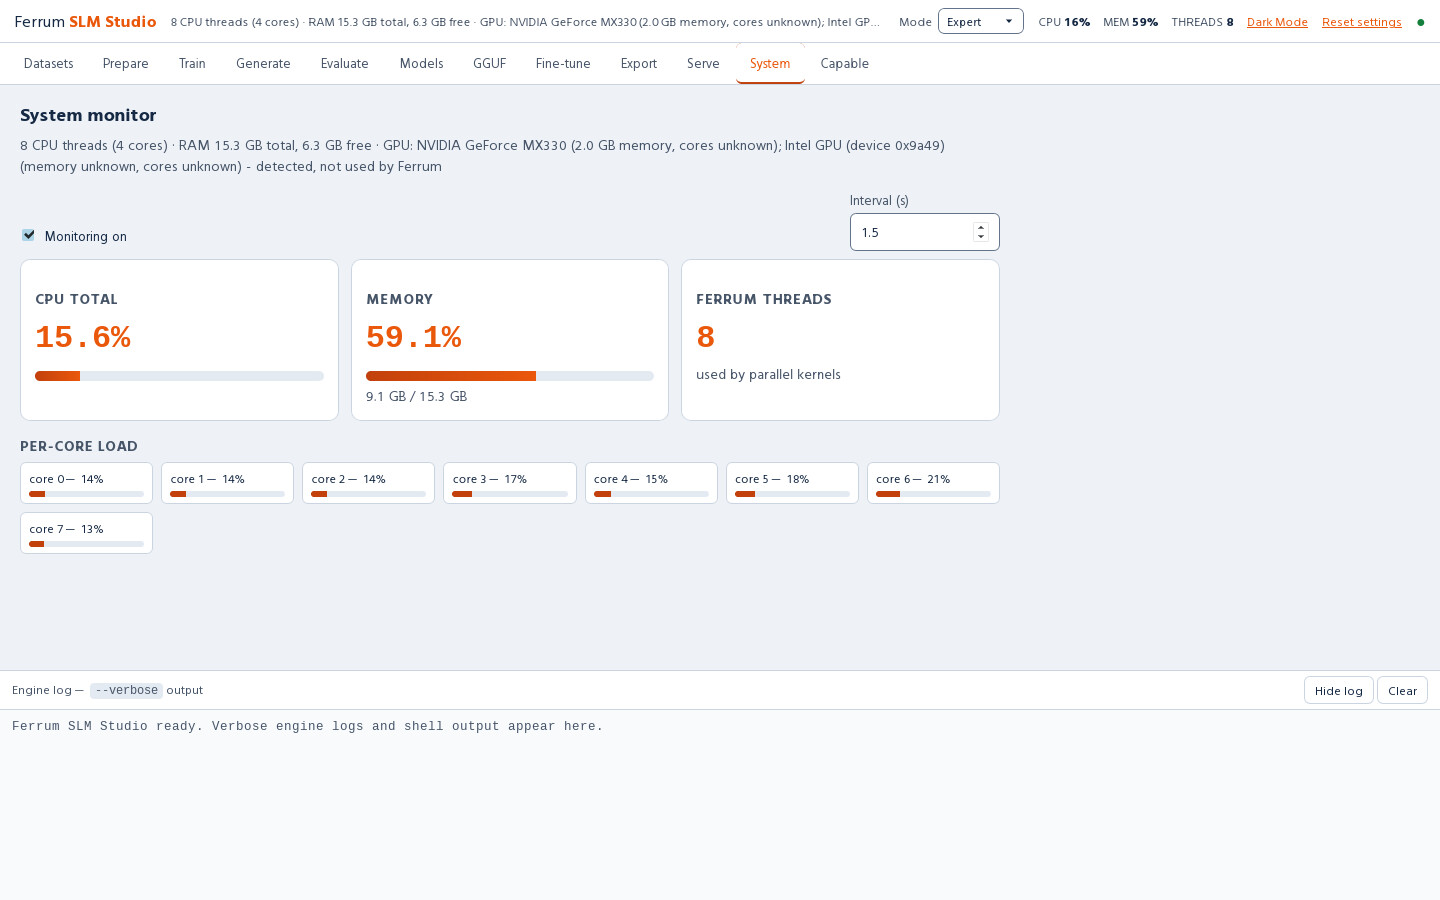 Ferrum SLM Studio 8 CPU threads (4 cores) · RAM 15.3 GB total, 6.3 GB free · GPU: NVIDIA GeForce MX330 (2.0 GB memory, cores unknown); Intel GP... Mode Expert CPU 16% MEM 59% THREADS 8 Dark Mode Reset settings
Datasets Prepare Train Generate Evaluate Models GGUF Fine-tune Export Serve System Capable
System monitor
8 CPU threads (4 cores) · RAM 15.3 GB total, 6.3 GB free · GPU: NVIDIA GeForce MX330 (2.0 GB memory, cores unknown); Intel GPU (device 0x9a49)
(memory unknown, cores unknown) - detected, not used by Ferrum
Interval (s)
Monitoring on 1.5
CPU TOTAL MEMORY FERRUM THREADS
15.6% 59.1% 8
used by parallel kernels
9.1 GB / 15.3 GB
PER-CORE LOAD
core 0 — 14% core 1 — 14% core 2 — 14% core 3 — 17% core 4 — 15% core 5 — 18% core 6 — 21%
core 7 — 13%
Engine log — --verbose output Hide log Clear
Ferrum SLM Studio ready. Verbose engine logs and shell output appear here.